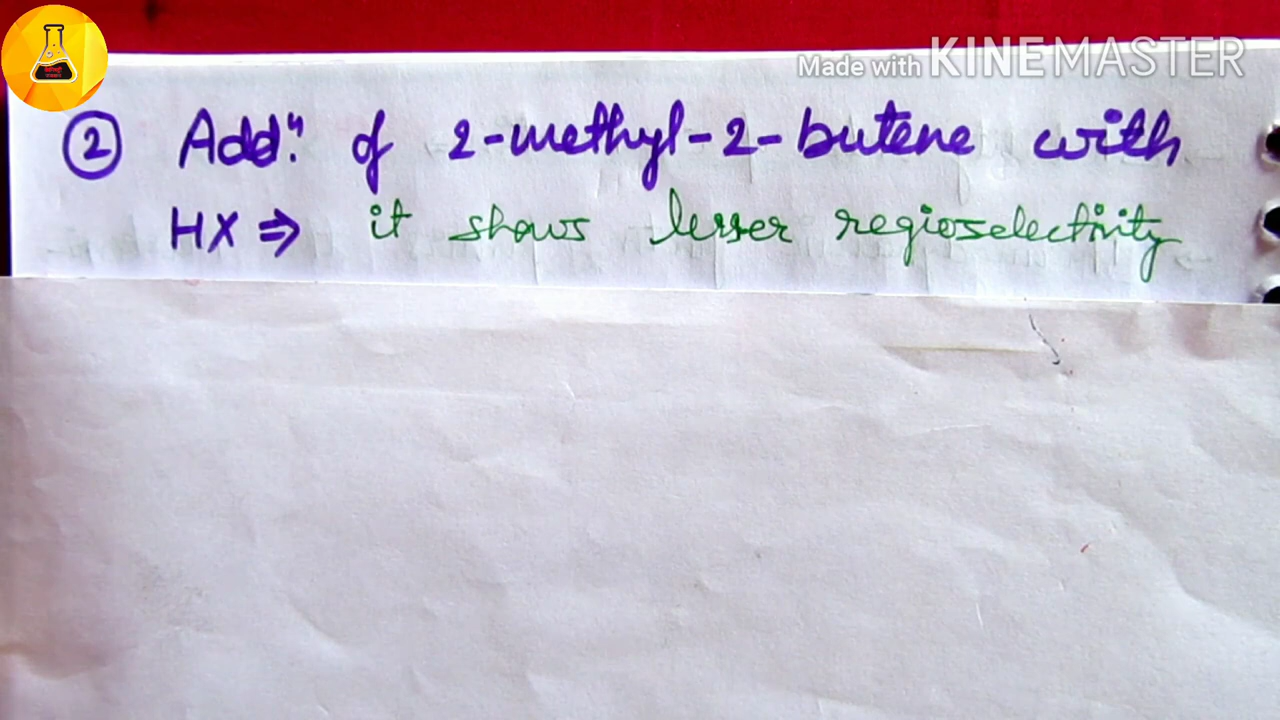 Made with KINEMASTER
② Addn. of 2-methyl-2-butene with
HX ⇒ it shows lesser regioselectivity